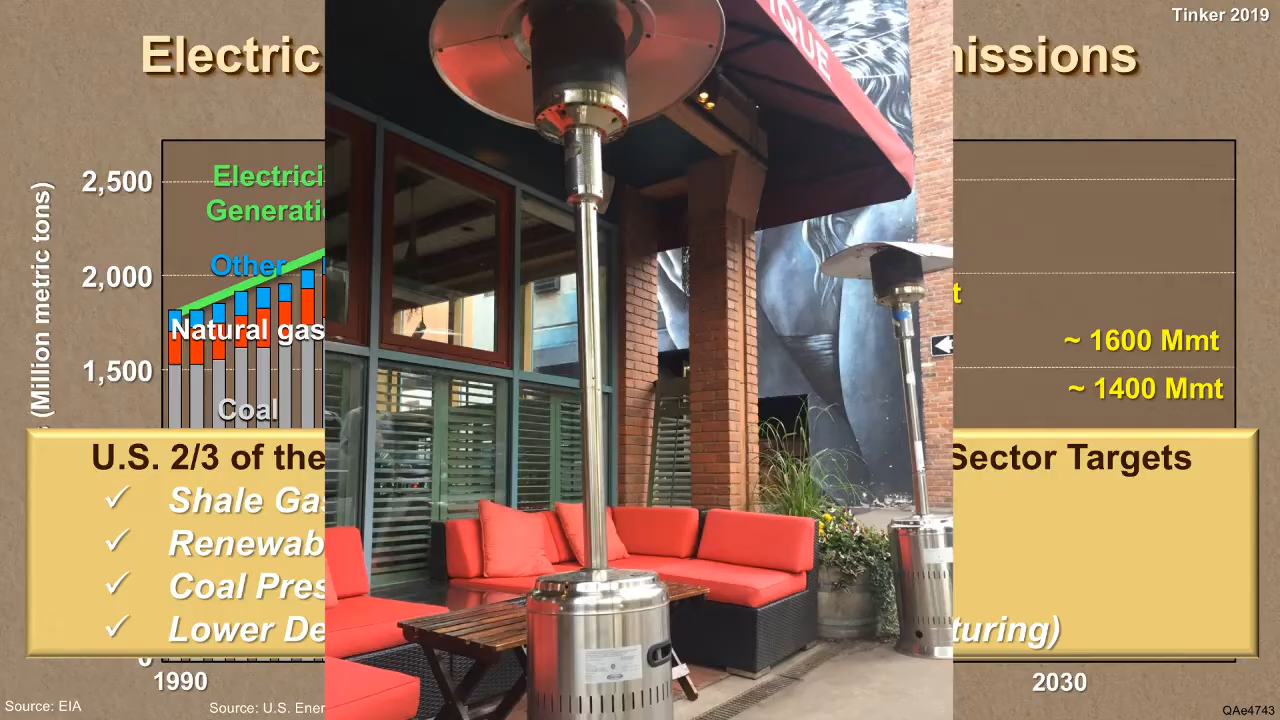 Tinker 2019
Electric
missions
2,500
2,000
1,500
0
(Million metric tons)
Electrici
Generati
Other
Natural gas
Coal
QUE
t
~ 1600 Mmt
~ 1400 Mmt
U.S. 2/3 of the
Sector Targets
✓ Shale Ga
✓ Renewab
✓ Coal Pres
✓ Lower De
turing)
1990
2030
Source: EIA
Source: U.S. Ener
QAe4743